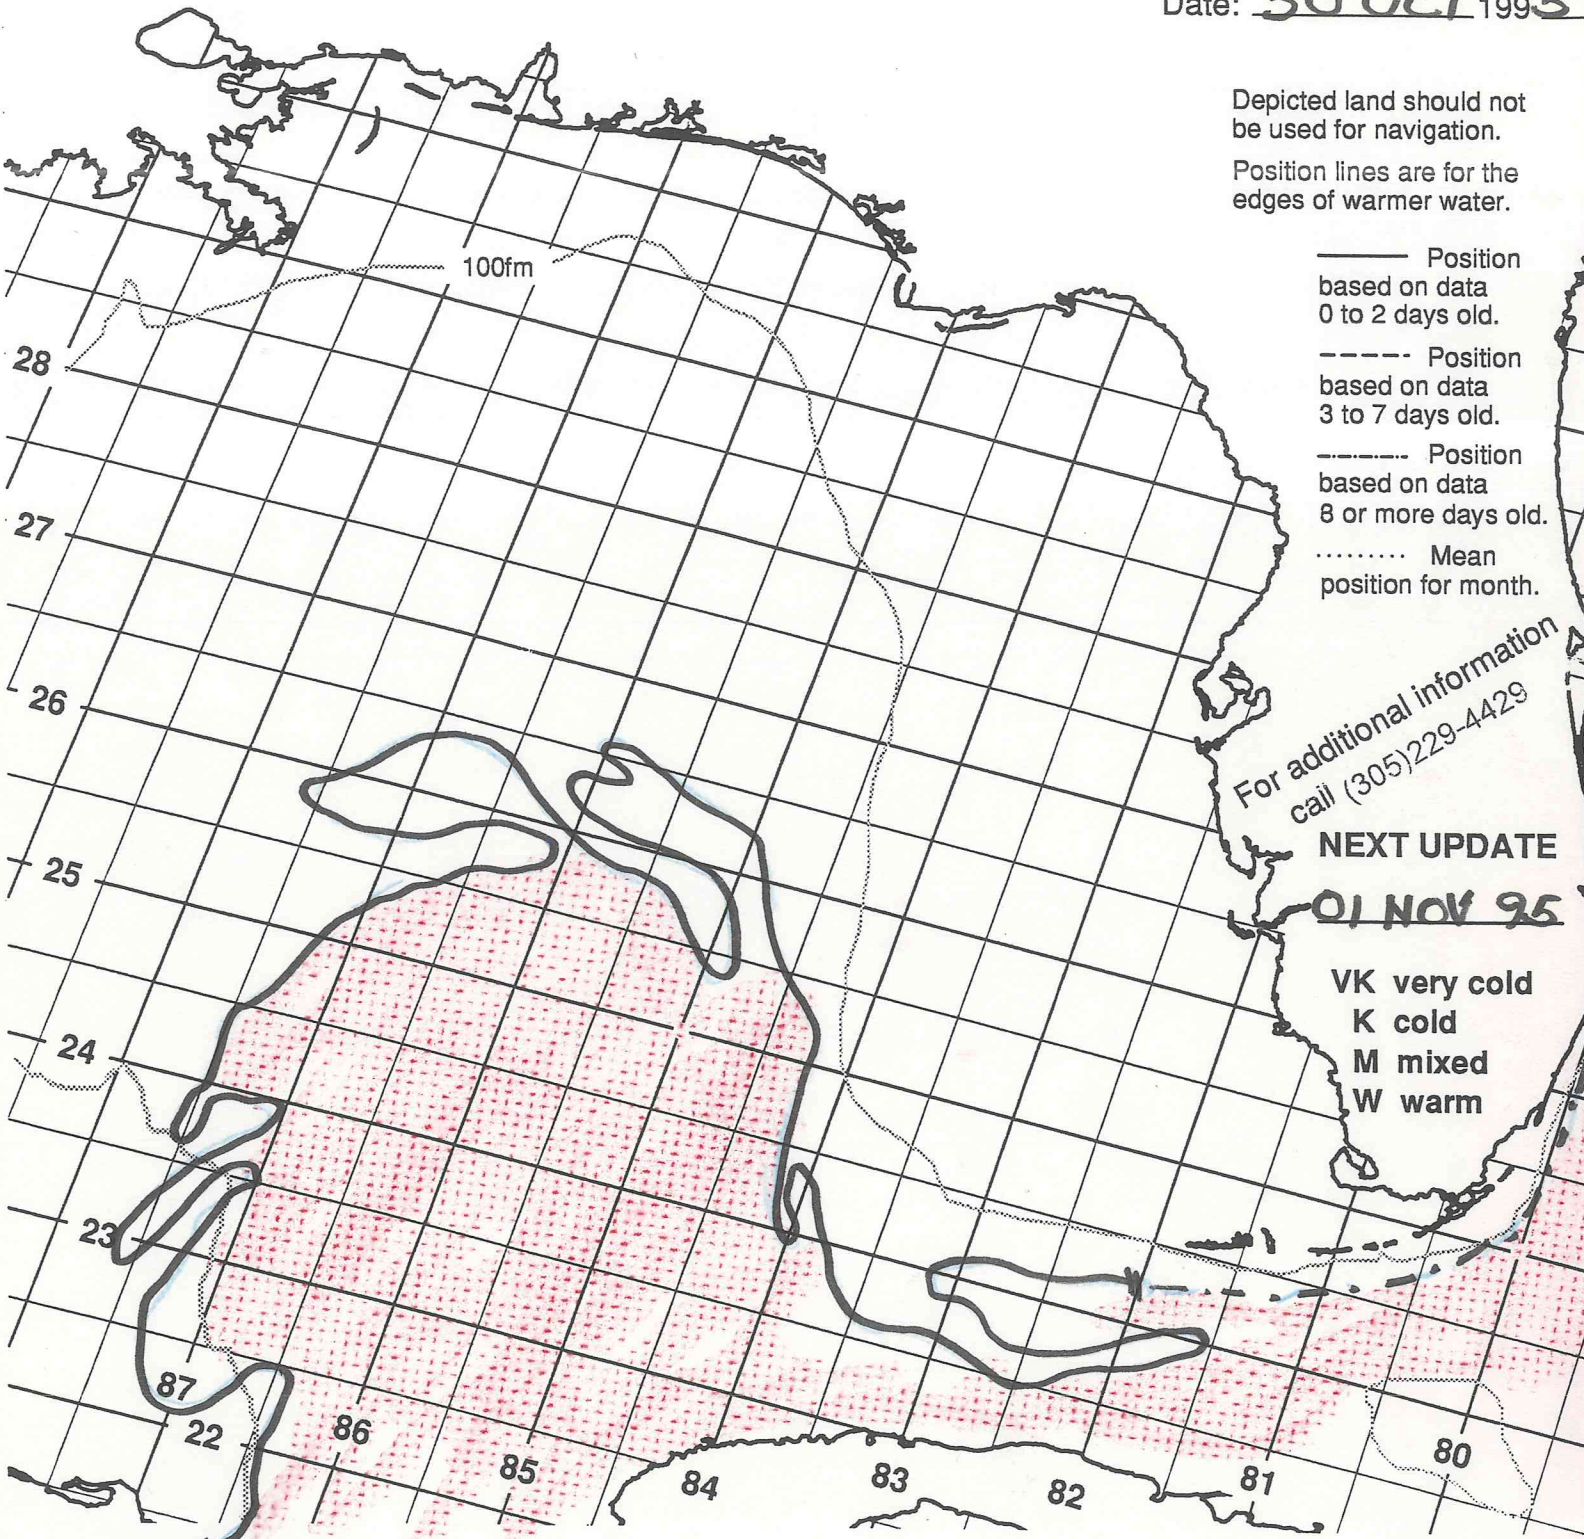 Date: 30 OCT 1995
Depicted land should not
be used for navigation.
Position lines are for the
edges of warmer water.
Position
based on data
0 to 2 days old.
Position
based on data
3 to 7 days old.
Position
based on data
8 or more days old.
Mean
position for month.
For additional information
call (305)229-4429
NEXT UPDATE
01 NOV 95
VK very cold
K cold
M mixed
W warm
100fm
28
27
26
25
24
23
22
87
86
85
84
83
82
81
80